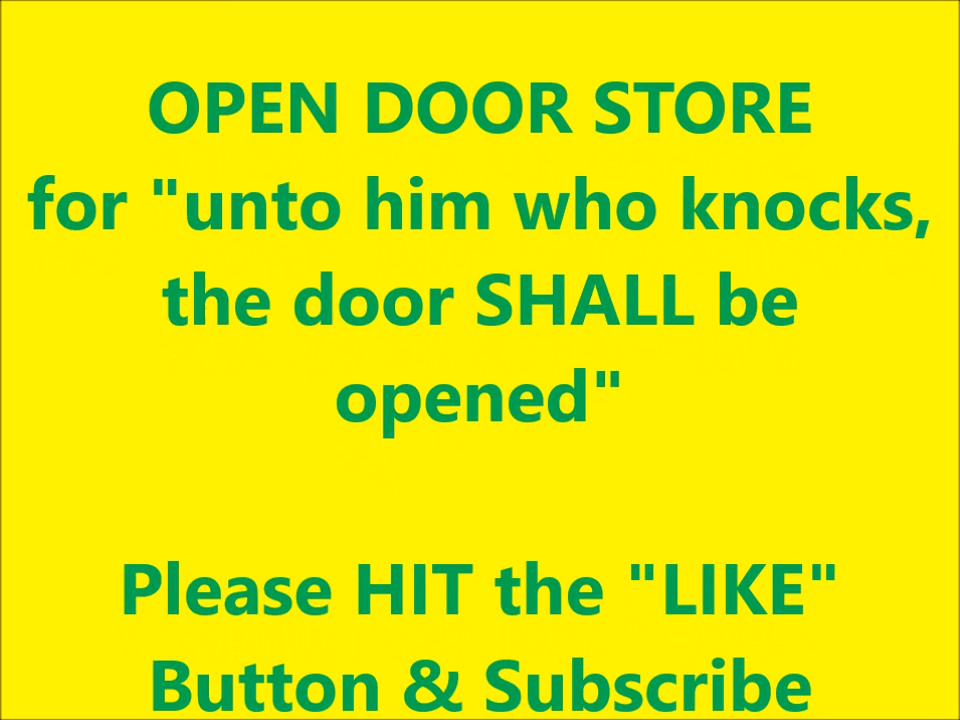 OPEN DOOR STORE
for "unto him who knocks,
the door SHALL be
opened"
Please HIT the "LIKE"
Button & Subscribe